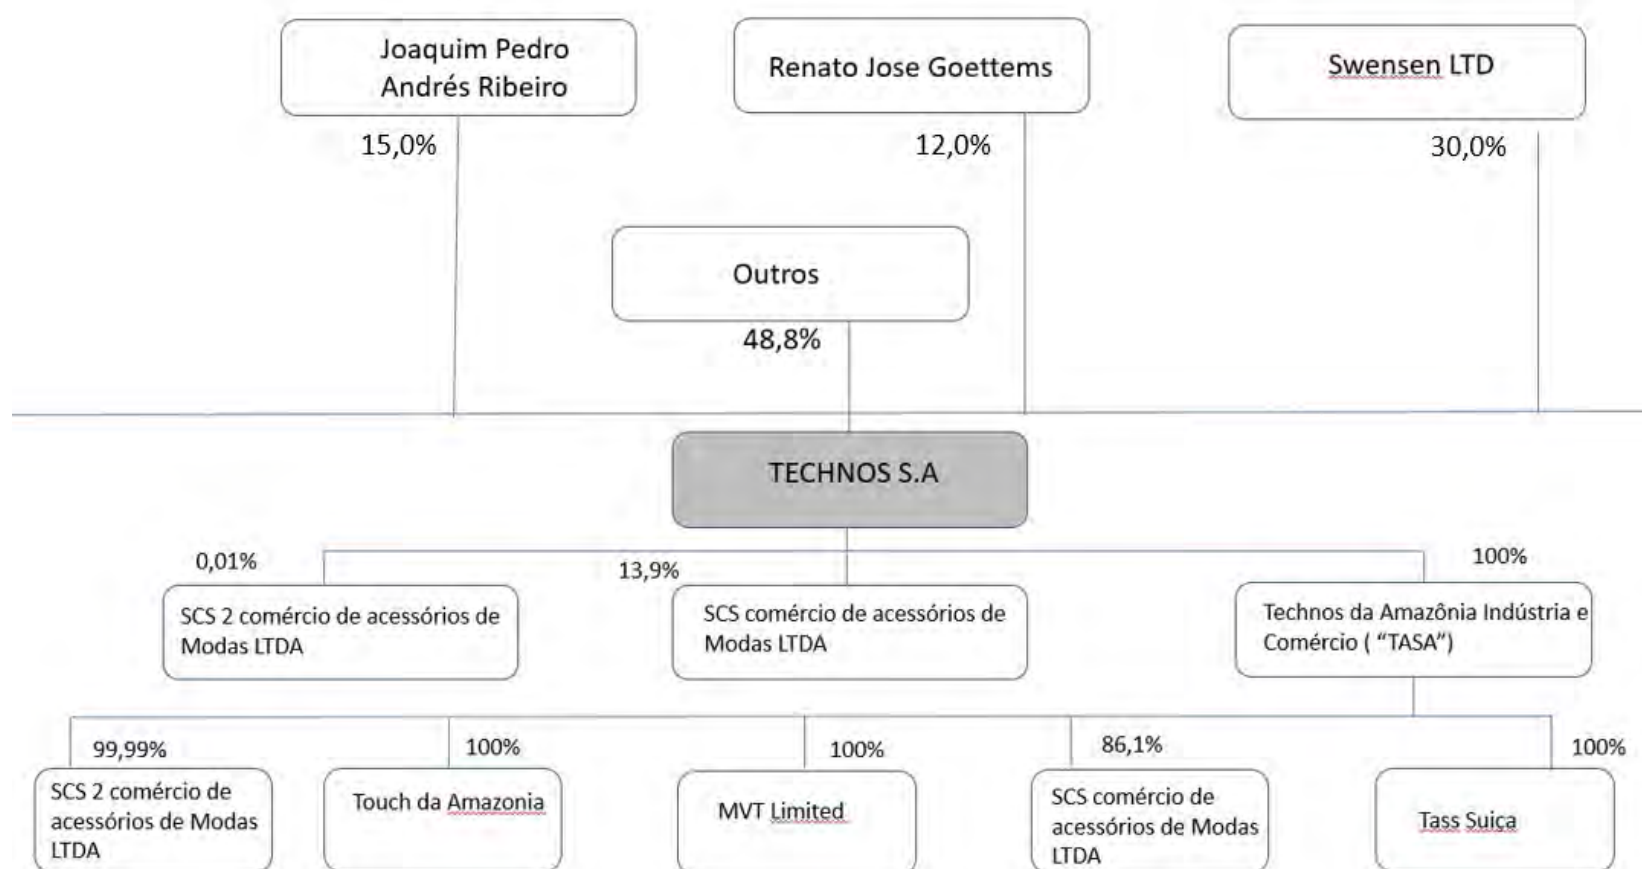 Joaquim Pedro
Andrés Ribeiro
Renato Jose Goettems
Swensen LTD
15,0%
12,0%
30,0%
Outros
48,8%
TECHNOS S.A
0,01%
13,9%
100%
SCS 2 comércio de acessórios de
Modas LTDA
SCS comércio de acessórios de
Modas LTDA
Technos da Amazônia Indústria e
Comércio ( “TASA”)
99,99%
100%
100%
86,1%
100%
SCS 2 comércio de
acessórios de Modas
LTDA
Touch da Amazonia
MVT Limited
SCS comércio de
acessórios de Modas
LTDA
Tass Suiça